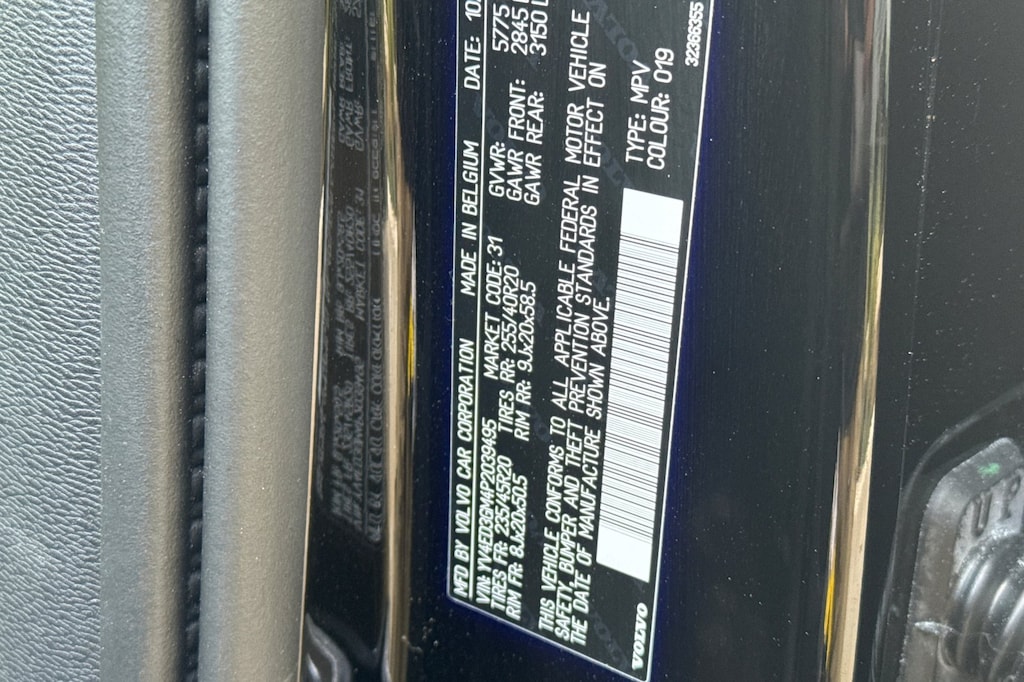 MFD BY VOLVO CAR CORPORATION MADE IN BELGIUM DATE: 10
VIN: YV4ED3GM4P2039495 MARKET CODE: 31 GVWR: 5775
TIRES FR: 235/45R20 TIRES RR: 255/40R20 GAWR FRONT: 2845
RIM FR: 8Jx20x50.5 RIM RR: 9Jx20x58.5 GAWR REAR: 3150
THIS VEHICLE CONFORMS TO ALL APPLICABLE FEDERAL MOTOR VEHICLE
SAFETY, BUMPER AND THEFT PREVENTION STANDARDS IN EFFECT ON
THE DATE OF MANUFACTURE SHOWN ABOVE.
TYPE: MPV
COLOUR: 019
VOLVO 32366355